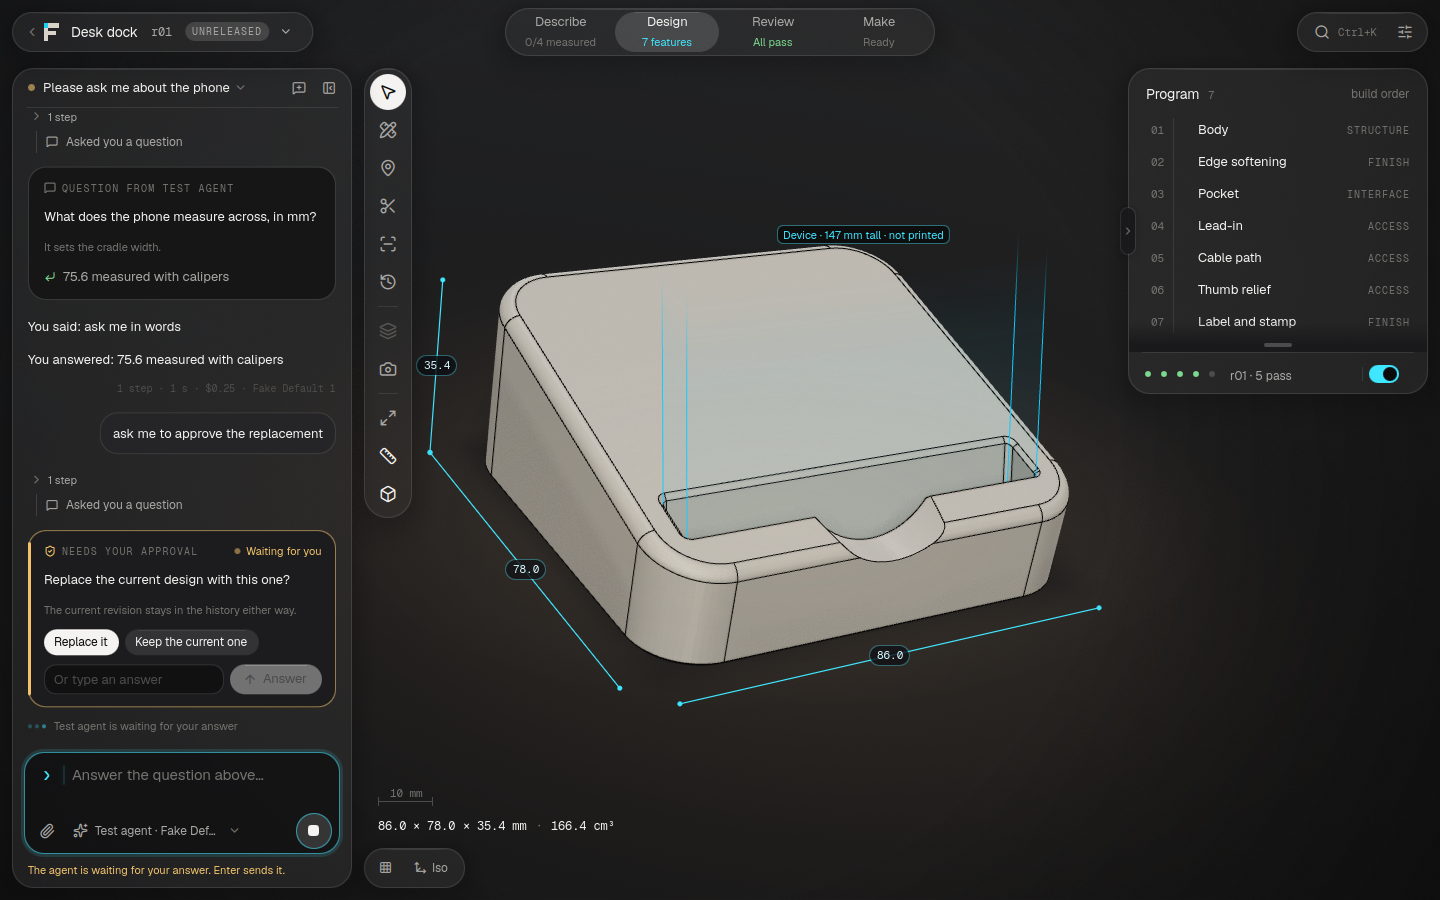 Desk dock r01 UNRELEASED
Describe
0/4 measured
Design
7 features
Review
All pass
Make
Ready
Ctrl+K
Please ask me about the phone
1 step
Asked you a question
QUESTION FROM TEST AGENT
What does the phone measure across, in mm?
It sets the cradle width.
75.6 measured with calipers
You said: ask me in words
You answered: 75.6 measured with calipers
1 step · 1 s · $0.25 · Fake Default 1
ask me to approve the replacement
1 step
Asked you a question
NEEDS YOUR APPROVAL
Waiting for you
Replace the current design with this one?
The current revision stays in the history either way.
Replace it
Keep the current one
Or type an answer
Answer
Test agent is waiting for your answer
Answer the question above...
Test agent · Fake Def...
The agent is waiting for your answer. Enter sends it.
Device · 147 mm tall · not printed
35.4
78.0
86.0
10 mm
86.0 × 78.0 × 35.4 mm · 166.4 cm³
Iso
Program 7 build order
01 Body STRUCTURE
02 Edge softening FINISH
03 Pocket INTERFACE
04 Lead-in ACCESS
05 Cable path ACCESS
06 Thumb relief ACCESS
07 Label and stamp FINISH
r01 · 5 pass